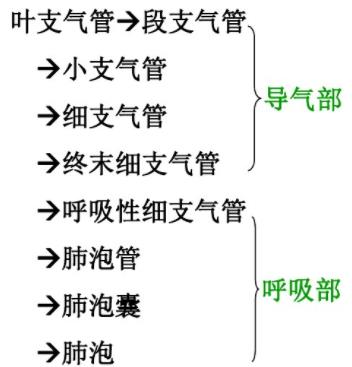 叶支气管→段支气管
→小支气管
→细支气管
→终末细支气管
导气部
→呼吸性细支气管
→肺泡管
→肺泡囊
→肺泡
呼吸部